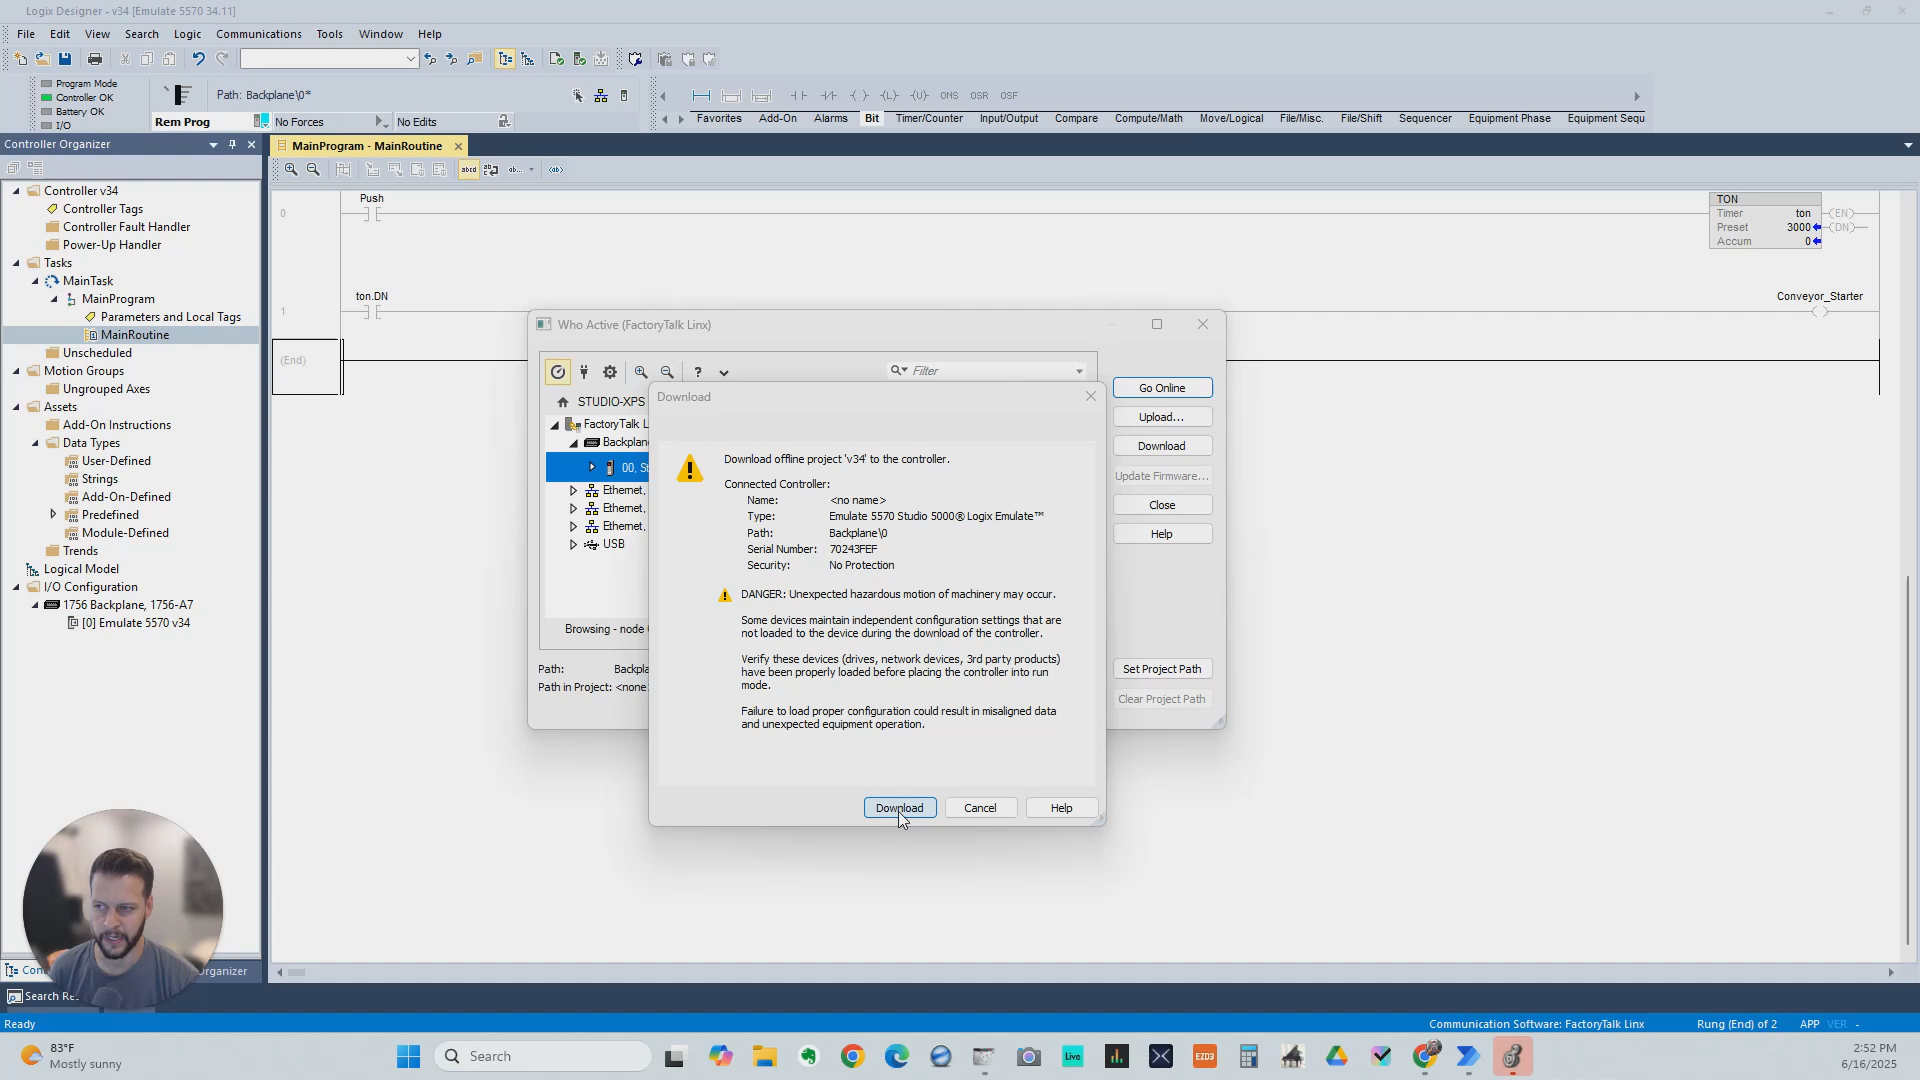 Logix Designer - v34 [Emulate 5570 34.11]
File Edit View Search Logic Communications Tools Window Help
Program Mode
Controller OK
Battery OK
I/O
Path: Backplane\0*
Rem Prog
No Forces
No Edits
ONS OSR OSF
Favorites Add-On Alarms Bit Timer/Counter Input/Output Compare Compute/Math Move/Logical File/Misc. File/Shift Sequencer Equipment Phase Equipment Sequ
Controller Organizer
MainProgram - MainRoutine
Controller v34
Controller Tags
Controller Fault Handler
Power-Up Handler
Tasks
MainTask
MainProgram
Parameters and Local Tags
MainRoutine
Unscheduled
Motion Groups
Ungrouped Axes
Assets
Add-On Instructions
Data Types
User-Defined
Strings
Add-On-Defined
Predefined
Module-Defined
Trends
Logical Model
I/O Configuration
1756 Backplane, 1756-A7
[0] Emulate 5570 v34
Push
0
TON
Timer ton
Preset 3000
Accum 0
(EN)
(DN)
ton.DN
1
Conveyor_Starter
(End)
Who Active (FactoryTalk Linx)
Filter
STUDIO-XPS
FactoryTalk L
Backplan
00, St
Ethernet,
Ethernet,
Ethernet,
USB
Browsing - node
Path: Backpla
Path in Project: <none
Go Online
Upload...
Download
Update Firmware...
Close
Help
Set Project Path
Clear Project Path
Download
Download offline project 'v34' to the controller.
Connected Controller:
Name: <no name>
Type: Emulate 5570 Studio 5000® Logix Emulate™
Path: Backplane\0
Serial Number: 70243FEF
Security: No Protection
DANGER: Unexpected hazardous motion of machinery may occur.
Some devices maintain independent configuration settings that are
not loaded to the device during the download of the controller.
Verify these devices (drives, network devices, 3rd party products)
have been properly loaded before placing the controller into run
mode.
Failure to load proper configuration could result in misaligned data
and unexpected equipment operation.
Download Cancel Help
Con
Organizer
Search Re
Ready
Communication Software: FactoryTalk Linx
Rung (End) of 2
APP VER -
83°F
Mostly sunny
Search
Live
EZD3
2:52 PM
6/16/2025